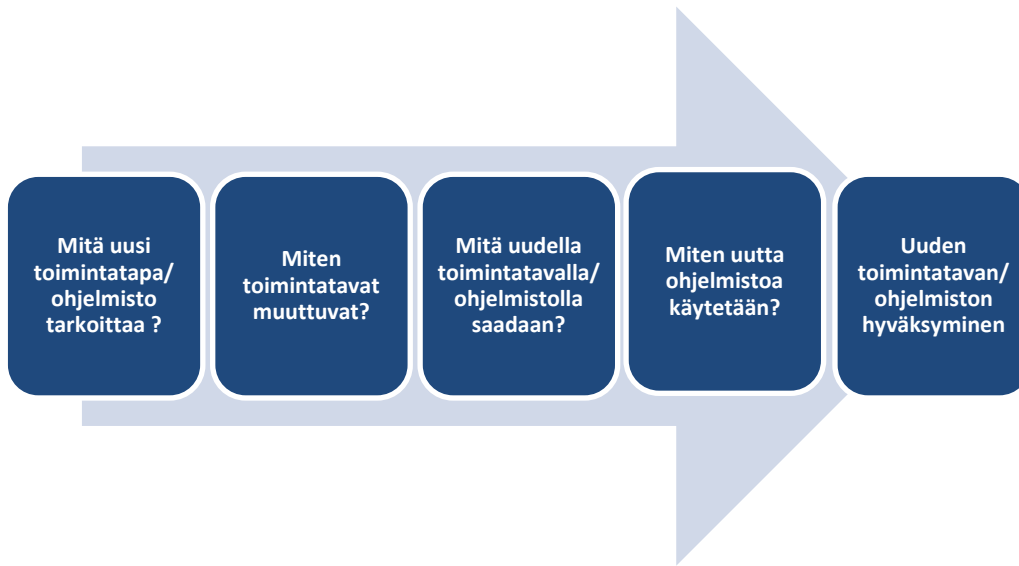 Mitä uusi
toimintatapa/
ohjelmisto
tarkoittaa ?
Miten
toimintatavat
muuttuvat?
Mitä uudella
toimintatavalla/
ohjelmistolla
saadaan?
Miten uutta
ohjelmistoa
käytetään?
Uuden
toimintatavan/
ohjelmiston
hyväksyminen